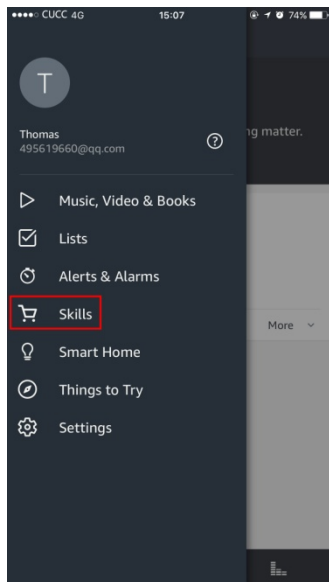 CUCC 4G 15:07 74%
T
Thomas
495619660@qq.com
ng matter.
Music, Video & Books
Lists
Alerts & Alarms
Skills
More
Smart Home
Things to Try
Settings